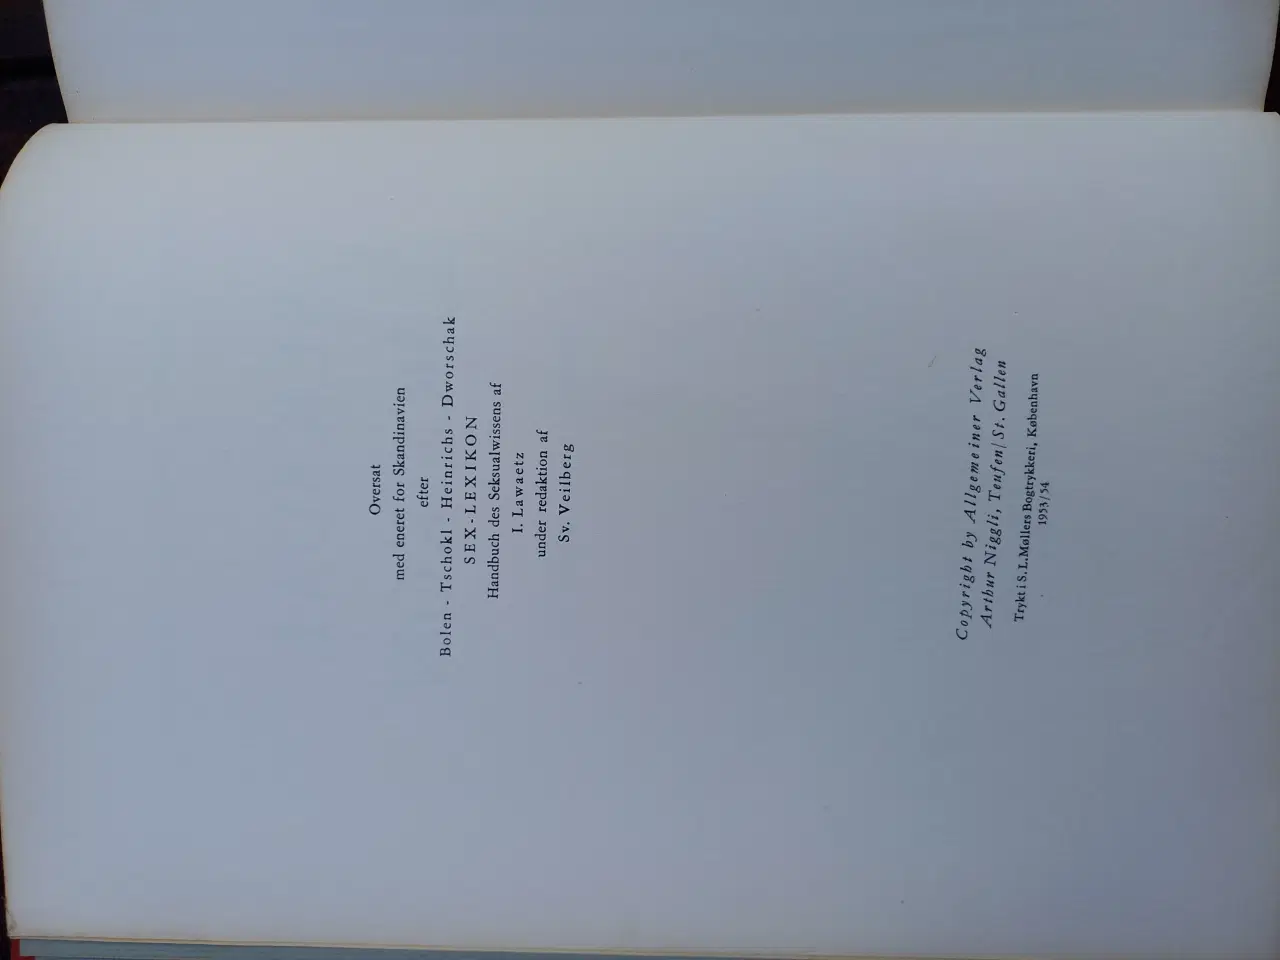 Oversat
med eneret for Skandinavien
efter
Bolen - Tschokl - Heinrichs - Dworschak
SEX-LEXIKON
Handbuch des Seksualwissens af
I. Lawaetz
under redaktion af
Sv. Veilberg
Copyright by Allgemeiner Verlag
Arthur Niggli, Teufen/St. Gallen
Trykt i S. L. Møllers Bogtrykkeri, København
1953/54